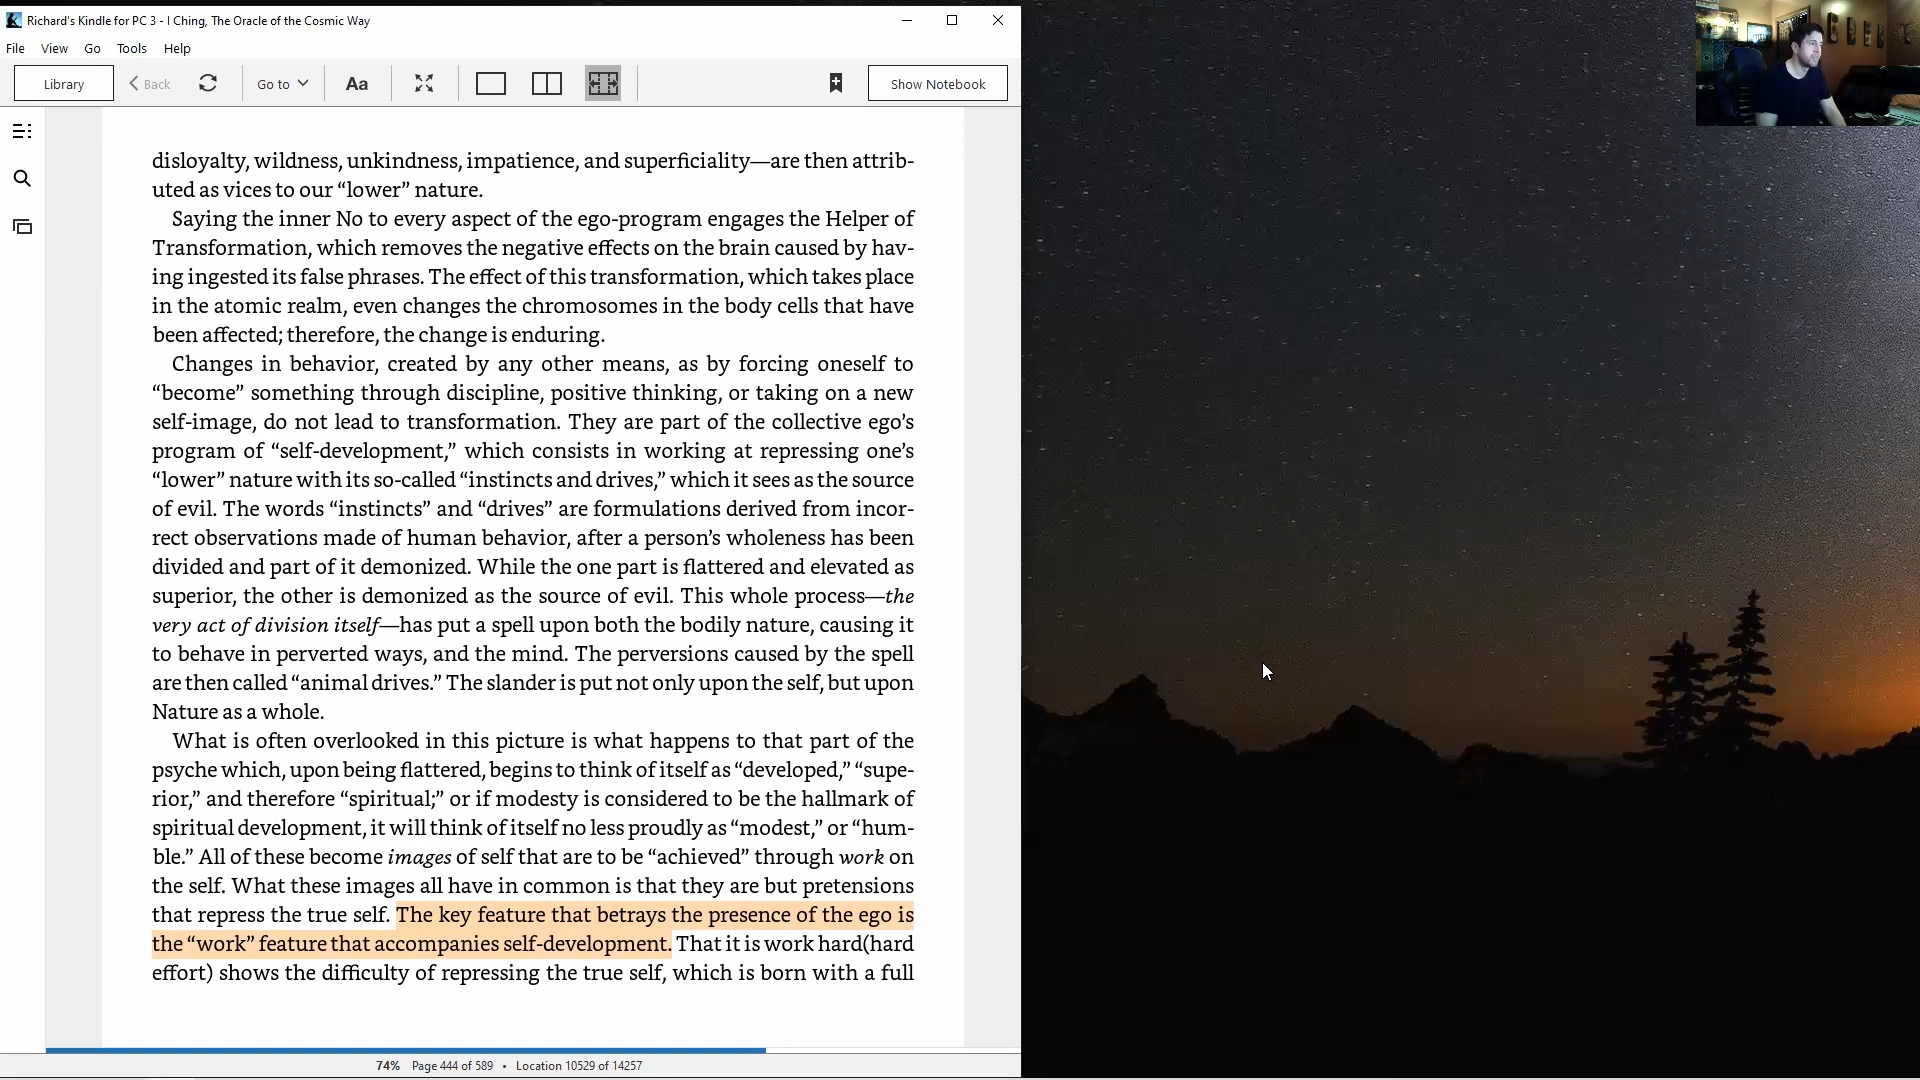 Richard's Kindle for PC 3 - I Ching, The Oracle of the Cosmic Way
File View Go Tools Help
Library Back Go to Aa Show Notebook
disloyalty, wildness, unkindness, impatience, and superficiality—are then attrib-
uted as vices to our “lower” nature.
Saying the inner No to every aspect of the ego-program engages the Helper of
Transformation, which removes the negative effects on the brain caused by hav-
ing ingested its false phrases. The effect of this transformation, which takes place
in the atomic realm, even changes the chromosomes in the body cells that have
been affected; therefore, the change is enduring.
Changes in behavior, created by any other means, as by forcing oneself to
“become” something through discipline, positive thinking, or taking on a new
self-image, do not lead to transformation. They are part of the collective ego’s
program of “self-development,” which consists in working at repressing one’s
“lower” nature with its so-called “instincts and drives,” which it sees as the source
of evil. The words “instincts” and “drives” are formulations derived from incor-
rect observations made of human behavior, after a person’s wholeness has been
divided and part of it demonized. While the one part is flattered and elevated as
superior, the other is demonized as the source of evil. This whole process—the
very act of division itself—has put a spell upon both the bodily nature, causing it
to behave in perverted ways, and the mind. The perversions caused by the spell
are then called “animal drives.” The slander is put not only upon the self, but upon
Nature as a whole.
What is often overlooked in this picture is what happens to that part of the
psyche which, upon being flattered, begins to think of itself as “developed,” “supe-
rior,” and therefore “spiritual;” or if modesty is considered to be the hallmark of
spiritual development, it will think of itself no less proudly as “modest,” or “hum-
ble.” All of these become images of self that are to be “achieved” through work on
the self. What these images all have in common is that they are but pretensions
that repress the true self. The key feature that betrays the presence of the ego is
the “work” feature that accompanies self-development. That it is work hard(hard
effort) shows the difficulty of repressing the true self, which is born with a full
74% Page 444 of 589 • Location 10529 of 14257